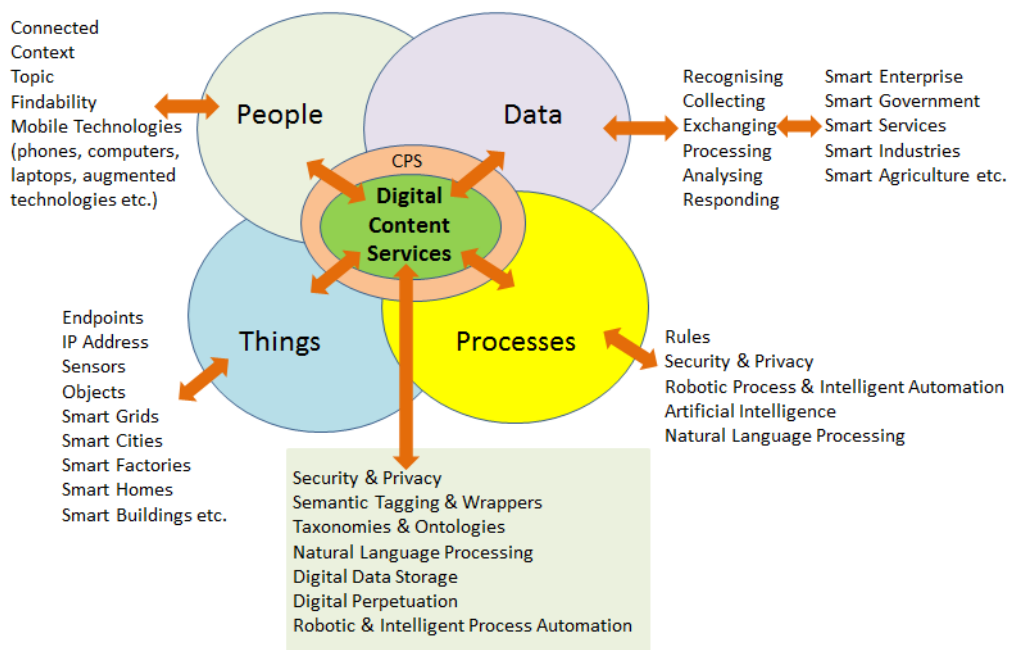 Connected
Context
Topic
Findability
Mobile Technologies
(phones, computers,
laptops, augmented
technologies etc.)
People
Data
Recognising
Collecting
Exchanging
Processing
Analysing
Responding
Smart Enterprise
Smart Government
Smart Services
Smart Industries
Smart Agriculture etc.
CPS
Digital
Content
Services
Things
Processes
Endpoints
IP Address
Sensors
Objects
Smart Grids
Smart Cities
Smart Factories
Smart Homes
Smart Buildings etc.
Rules
Security & Privacy
Robotic Process & Intelligent Automation
Artificial Intelligence
Natural Language Processing
Security & Privacy
Semantic Tagging & Wrappers
Taxonomies & Ontologies
Natural Language Processing
Digital Data Storage
Digital Perpetuation
Robotic & Intelligent Process Automation